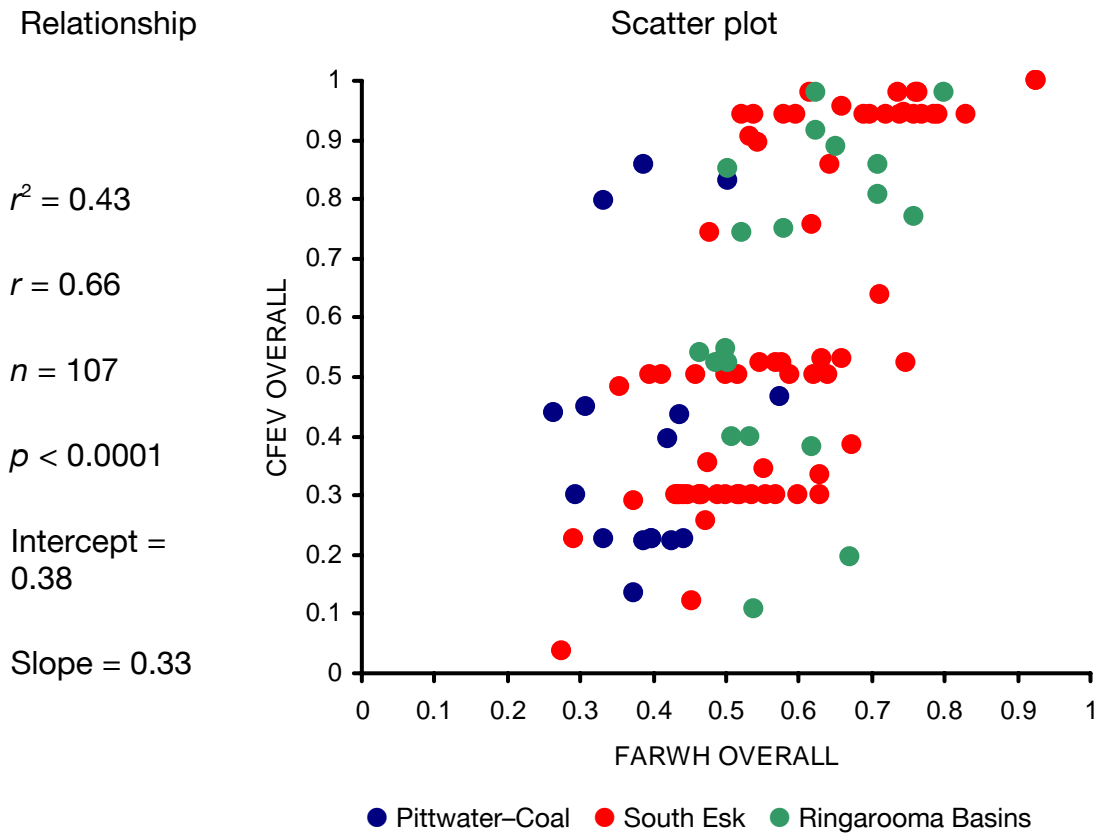 Relationship
Scatter plot
r² = 0.43
r = 0.66
n = 107
p < 0.0001
Intercept =
0.38
Slope = 0.33
CFEV OVERALL
1
0.9
0.8
0.7
0.6
0.5
0.4
0.3
0.2
0.1
0
0 0.1 0.2 0.3 0.4 0.5 0.6 0.7 0.8 0.9 1
FARWH OVERALL
Pittwater–Coal South Esk Ringarooma Basins